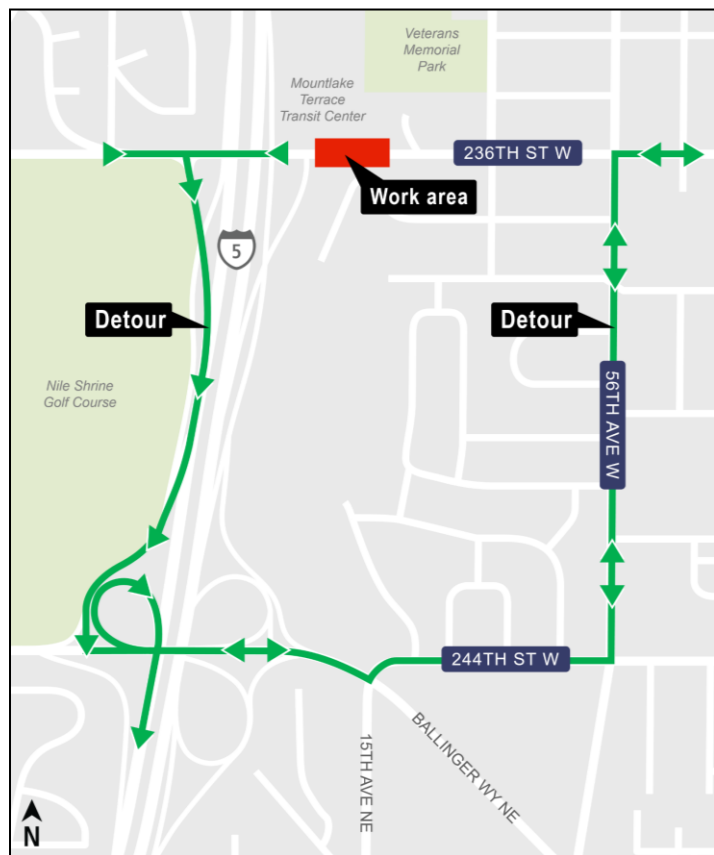 Veterans
Memorial
Park
Mountlake
Terrace
Transit Center
236TH ST W
Work area
5
Detour
Detour
Nile Shrine
Golf Course
56TH AVE W
244TH ST W
15TH AVE NE
BALLINGER WY NE
N